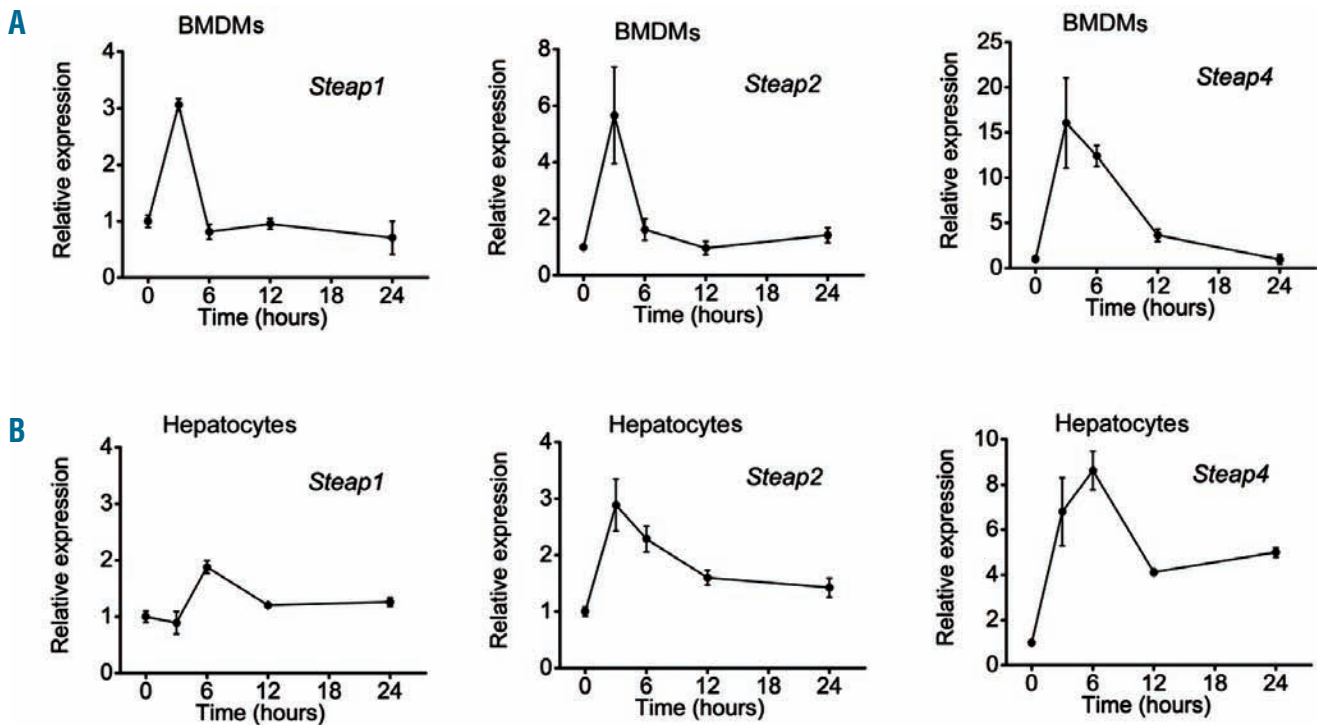 A
BMDMs
Steap1
Relative expression
4
3
2
1
0
0 6 12 18 24
Time (hours)
BMDMs
Steap2
Relative expression
8
6
4
2
0
0 6 12 18 24
Time (hours)
BMDMs
Steap4
Relative expression
25
20
15
10
5
0
0 6 12 18 24
Time (hours)
B
Hepatocytes
Steap1
Relative expression
4
3
2
1
0
0 6 12 18 24
Time (hours)
Hepatocytes
Steap2
Relative expression
4
3
2
1
0
0 6 12 18 24
Time (hours)
Hepatocytes
Steap4
Relative expression
10
8
6
4
2
0
0 6 12 18 24
Time (hours)